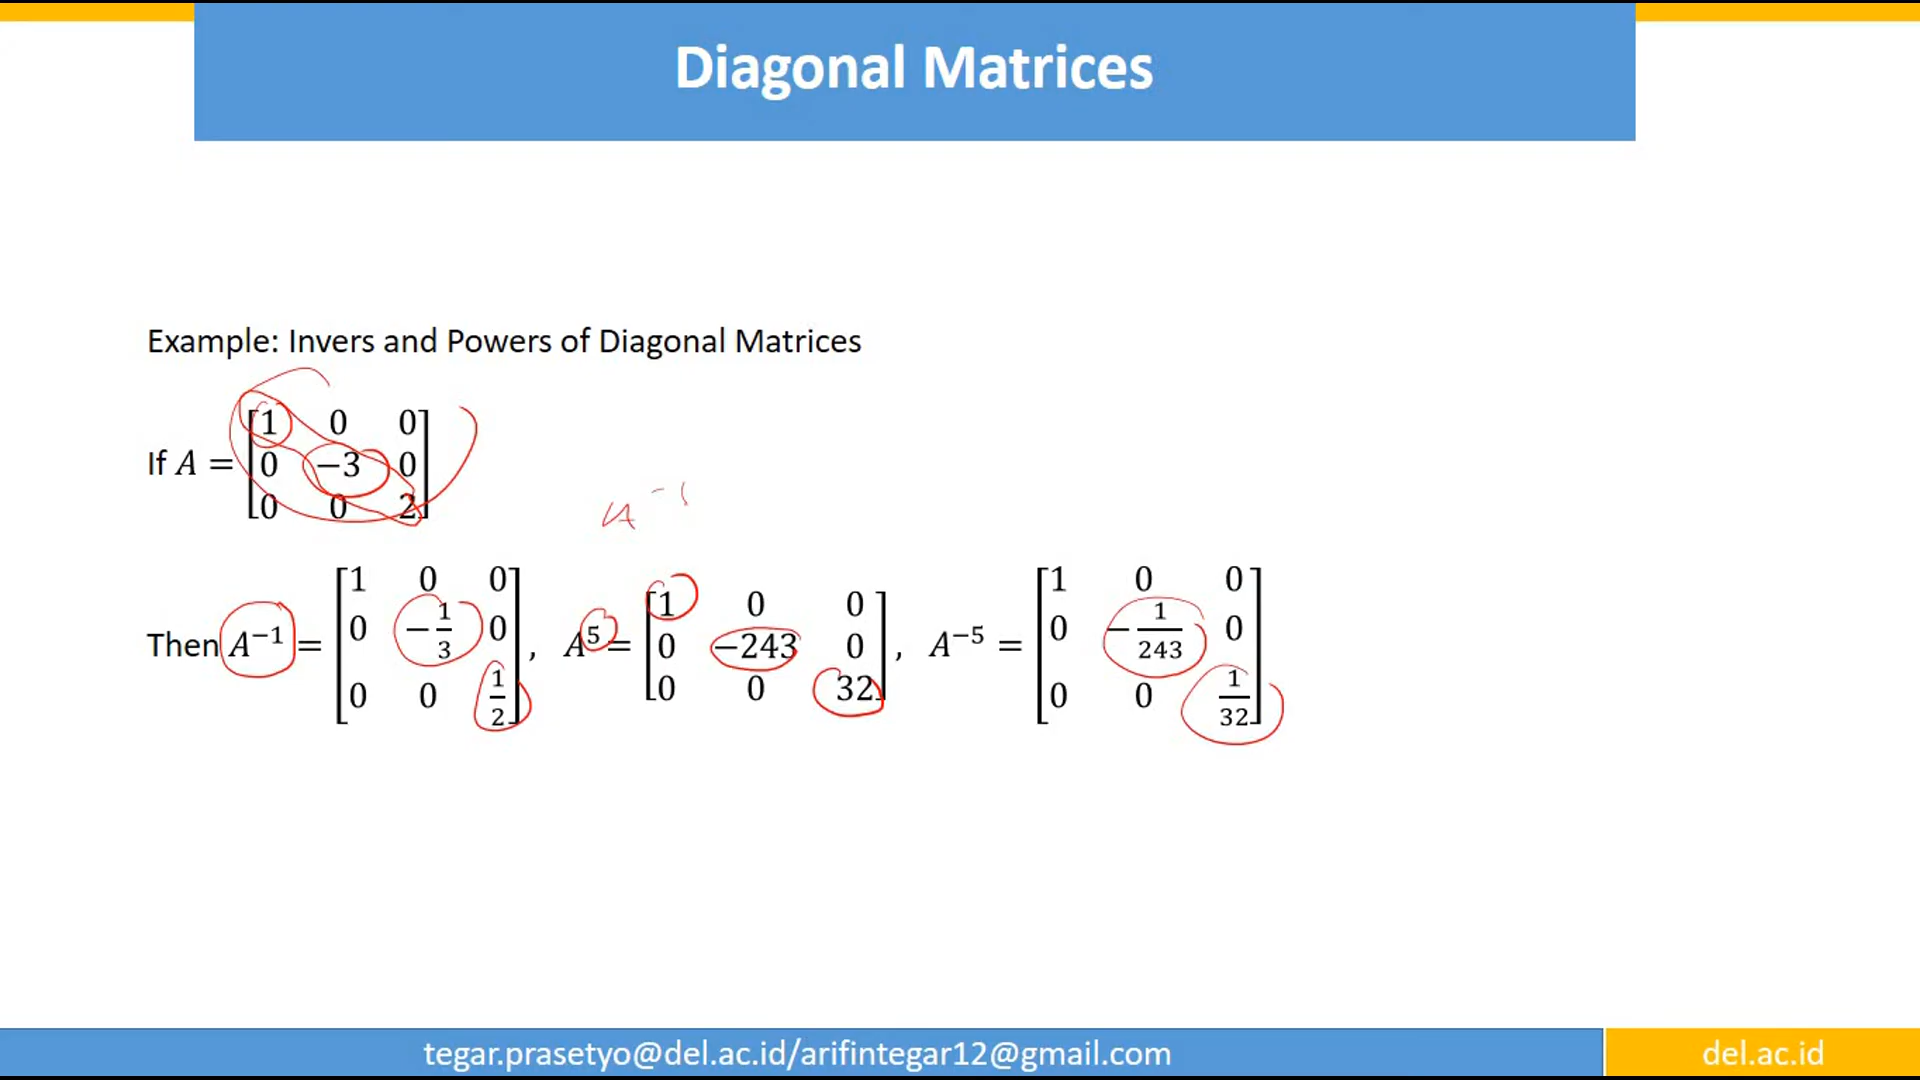 Diagonal Matrices
Example: Invers and Powers of Diagonal Matrices
If A = [1 0 0
0 −3 0
0 0 2]
A⁻¹
Then A⁻¹ = [1 0 0
0 −1/3 0
0 0 1/2] , A⁵ = [1 0 0
0 −243 0
0 0 32] , A⁻⁵ = [1 0 0
0 −1/243 0
0 0 1/32]
tegar.prasetyo@del.ac.id/arifintegar12@gmail.com
del.ac.id